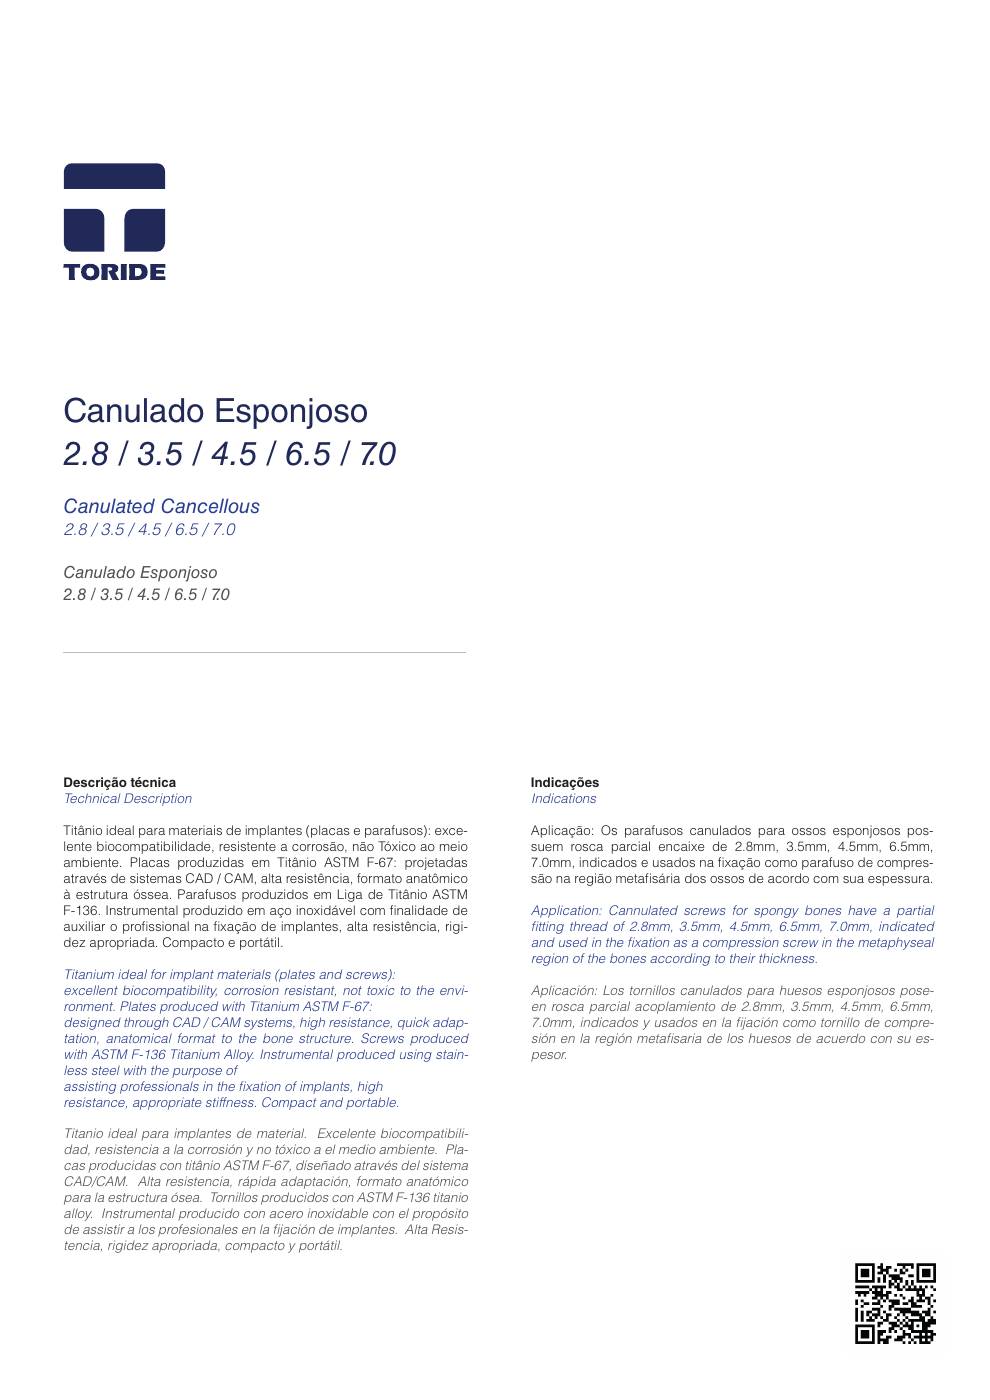 TORIDE
Canulado Esponjoso
2.8 / 3.5 / 4.5 / 6.5 / 7.0
Canulated Cancellous
2.8 / 3.5 / 4.5 / 6.5 / 7.0
Canulado Esponjoso
2.8 / 3.5 / 4.5 / 6.5 / 7.0
Descrição técnica
Technical Description
Titânio ideal para materiais de implantes (placas e parafusos): exce-
lente biocompatibilidade, resistente a corrosão, não Tóxico ao meio
ambiente. Placas produzidas em Titânio ASTM F-67: projetadas
através de sistemas CAD / CAM, alta resistência, formato anatômico
à estrutura óssea. Parafusos produzidos em Liga de Titânio ASTM
F-136. Instrumental produzido em aço inoxidável com finalidade de
auxiliar o profissional na fixação de implantes, alta resistência, rigi-
dez apropriada. Compacto e portátil.
Titanium ideal for implant materials (plates and screws):
excellent biocompatibility, corrosion resistant, not toxic to the envi-
ronment. Plates produced with Titanium ASTM F-67:
designed through CAD / CAM systems, high resistance, quick adap-
tation, anatomical format to the bone structure. Screws produced
with ASTM F-136 Titanium Alloy. Instrumental produced using stain-
less steel with the purpose of
assisting professionals in the fixation of implants, high
resistance, appropriate stiffness. Compact and portable.
Titanio ideal para implantes de material.  Excelente biocompatibili-
dad, resistencia a la corrosión y no tóxico a el medio ambiente.  Pla-
cas producidas con titânio ASTM F-67, diseñado através del sistema
CAD/CAM.  Alta resistencia, rápida adaptación, formato anatómico
para la estructura ósea.  Tornillos producidos con ASTM F-136 titanio
alloy.  Instrumental producido con acero inoxidable con el propósito
de assistir a los profesionales en la fijación de implantes.  Alta Resis-
tencia, rigidez apropriada, compacto y portátil.
Indicações
Indications
Aplicação: Os parafusos canulados para ossos esponjosos pos-
suem rosca parcial encaixe de 2.8mm, 3.5mm, 4.5mm, 6.5mm,
7.0mm, indicados e usados na fixação como parafuso de compres-
são na região metafisária dos ossos de acordo com sua espessura.
Application: Cannulated screws for spongy bones have a partial
fitting thread of 2.8mm, 3.5mm, 4.5mm, 6.5mm, 7.0mm, indicated
and used in the fixation as a compression screw in the metaphyseal
region of the bones according to their thickness.
Aplicación: Los tornillos canulados para huesos esponjosos pose-
en rosca parcial acoplamiento de 2.8mm, 3.5mm, 4.5mm, 6.5mm,
7.0mm, indicados y usados en la fijación como tornillo de compre-
sión en la región metafisaria de los huesos de acuerdo con su es-
pesor.